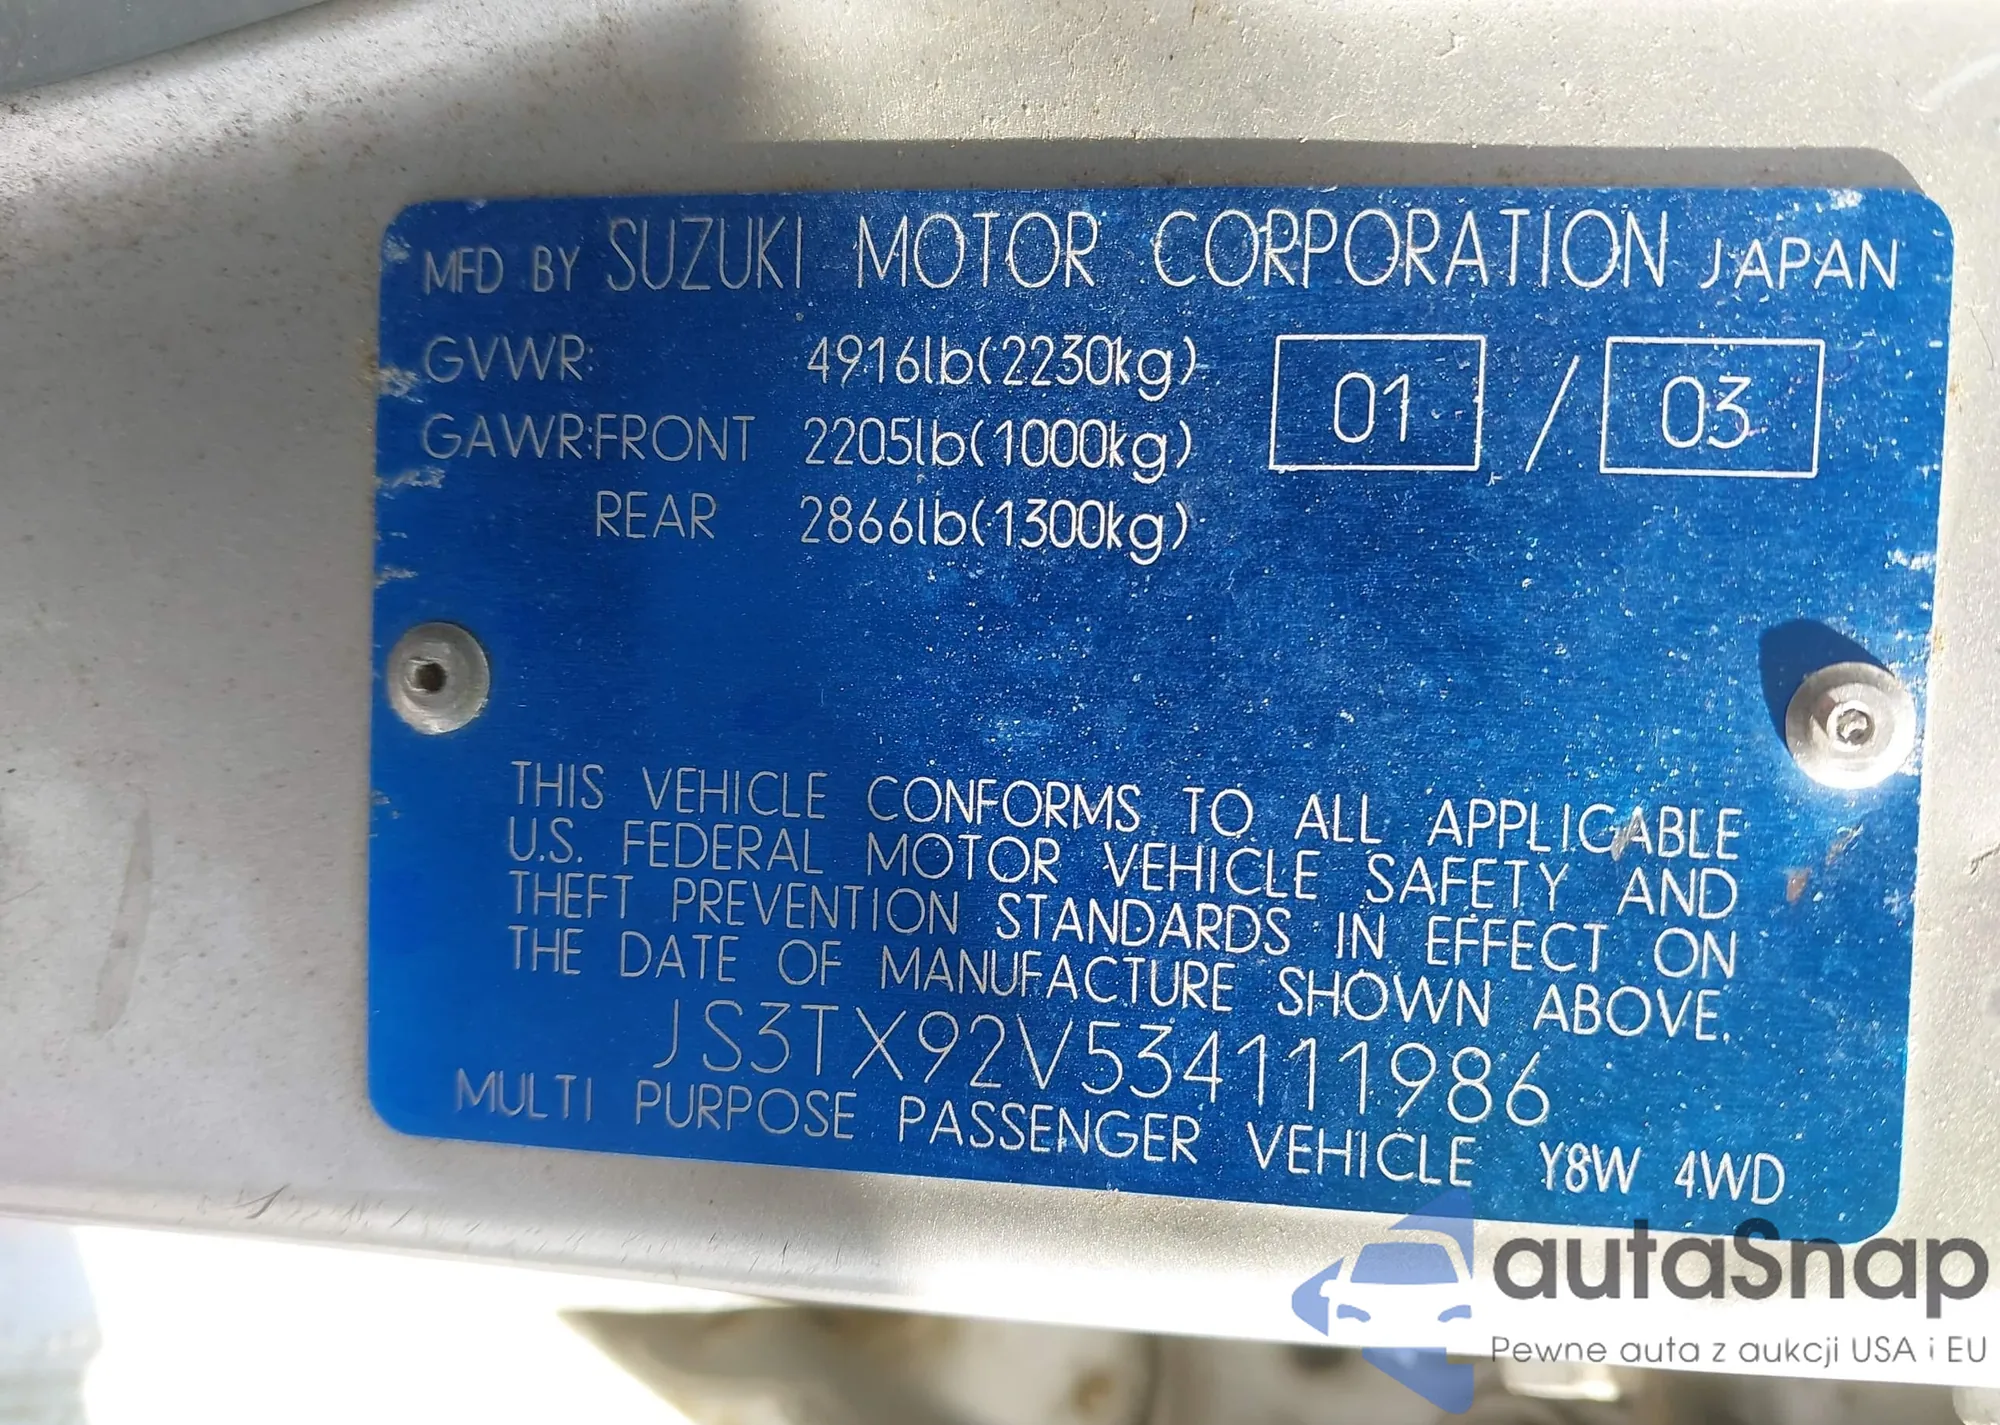 MFD BY SUZUKI MOTOR CORPORATION JAPAN
GVWR: 4916lb(2230kg) 01 / 03
GAWR:FRONT 2205lb(1000kg)
REAR 2866lb(1300kg)
THIS VEHICLE CONFORMS TO ALL APPLICABLE
U.S. FEDERAL MOTOR VEHICLE SAFETY AND
THEFT PREVENTION STANDARDS IN EFFECT ON
THE DATE OF MANUFACTURE SHOWN ABOVE.
JS3TX92V534111986
MULTI PURPOSE PASSENGER VEHICLE Y8W 4WD
autaSnap
Pewne auta z aukcji USA i EU